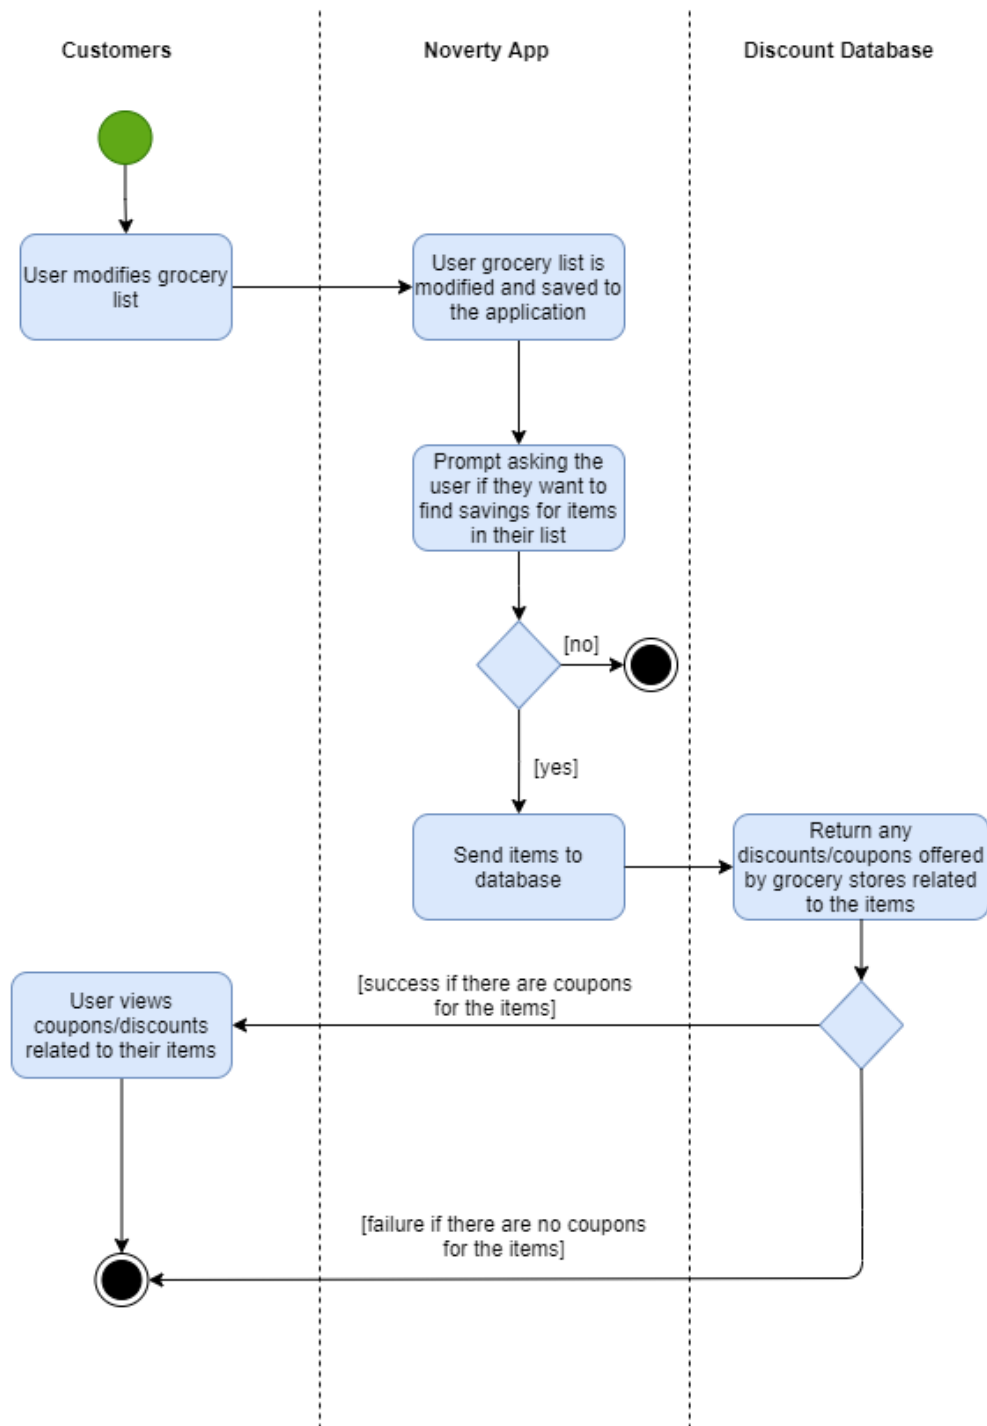 Customers
Noverty App
Discount Database
User modifies grocery
list
User grocery list is
modified and saved to
the application
Prompt asking the
user if they want to
find savings for items
in their list
[no]
[yes]
Send items to
database
Return any
discounts/coupons offered
by grocery stores related
to the items
[success if there are coupons
for the items]
User views
coupons/discounts
related to their items
[failure if there are no coupons
for the items]